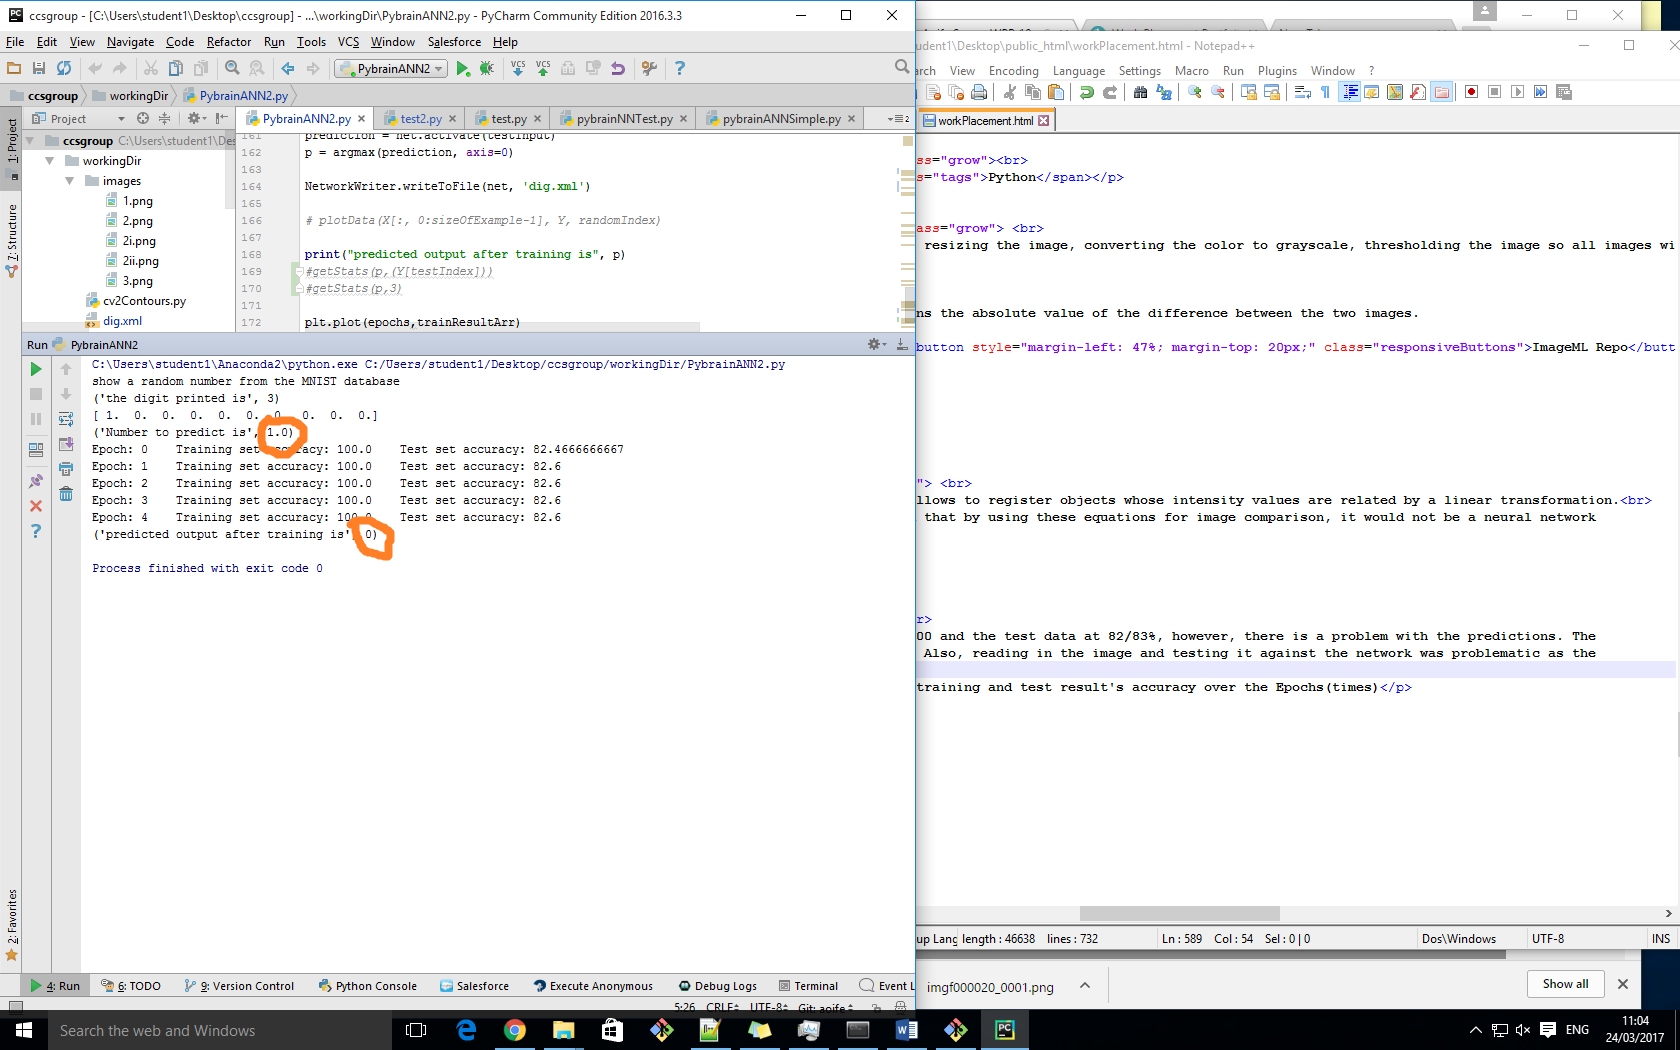 ccsgroup - [C:\Users\student1\Desktop\ccsgroup] - ...\workingDir\PybrainANN2.py - PyCharm Community Edition 2016.3.3
File Edit View Navigate Code Refactor Run Tools VCS Window Salesforce Help
PybrainANN2
ccsgroup workingDir PybrainANN2.py
Project
PybrainANN2.py test2.py test.py pybrainNNTest.py pybrainANNSimple.py
1: Project
7: Structure
2: Favorites
ccsgroup C:\Users\student1\Des
workingDir
images
1.png
2.png
2i.png
2ii.png
3.png
cv2Contours.py
dig.xml
161 prediction = net.activate(testInput)
162 p = argmax(prediction, axis=0)
163
164 NetworkWriter.writeToFile(net, 'dig.xml')
165
166 # plotData(X[:, 0:sizeOfExample-1], Y, randomIndex)
167
168 print("predicted output after training is", p)
169 #getStats(p,(Y[testIndex]))
170 #getStats(p,3)
171
172 plt.plot(epochs,trainResultArr)
Run PybrainANN2
C:\Users\student1\Anaconda2\python.exe C:/Users/student1/Desktop/ccsgroup/workingDir/PybrainANN2.py
show a random number from the MNIST database
('the digit printed is', 3)
[ 1. 0. 0. 0. 0. 0. 0. 0. 0. 0.]
('Number to predict is', 1.0)
Epoch: 0 Training set accuracy: 100.0 Test set accuracy: 82.4666666667
Epoch: 1 Training set accuracy: 100.0 Test set accuracy: 82.6
Epoch: 2 Training set accuracy: 100.0 Test set accuracy: 82.6
Epoch: 3 Training set accuracy: 100.0 Test set accuracy: 82.6
Epoch: 4 Training set accuracy: 100.0 Test set accuracy: 82.6
('predicted output after training is', 0)
Process finished with exit code 0
4: Run 6: TODO 9: Version Control Python Console Salesforce Execute Anonymous Debug Logs Terminal Event L
5:26 CRLF UTF-8 Git: aoife
udent1\Desktop\public_html\workPlacement.html - Notepad++
arch View Encoding Language Settings Macro Run Plugins Window ?
workPlacement.html
ss="grow"><br>
s="tags">Python</span></p>
ass="grow"> <br>
resizing the image, converting the color to grayscale, thresholding the image so all images wi
ns the absolute value of the difference between the two images.
button style="margin-left: 47%; margin-top: 20px;" class="responsiveButtons">ImageML Repo</butt
"> <br>
llows to register objects whose intensity values are related by a linear transformation.<br>
that by using these equations for image comparison, it would not be a neural network
r>
00 and the test data at 82/83%, however, there is a problem with the predictions. The
Also, reading in the image and testing it against the network was problematic as the
training and test result's accuracy over the Epochs(times)</p>
up Lang length : 46638 lines : 732 Ln : 589 Col : 54 Sel : 0 | 0 Dos\Windows UTF-8 INS
imgf000020_0001.png Show all
Search the web and Windows
ENG
11:04
24/03/2017